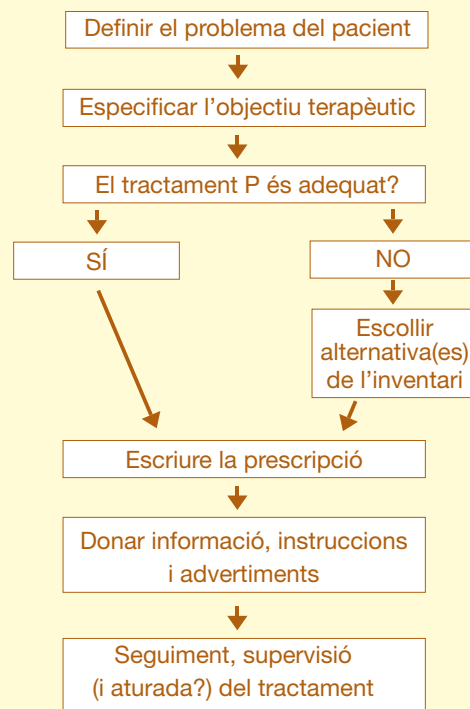 Definir el problema del pacient
Especificar l’objectiu terapèutic
El tractament P és adequat?
SÍ
NO
Escollir
alternativa(es)
de l’inventari
Escriure la prescripció
Donar informació, instruccions
i advertiments
Seguiment, supervisió
(i aturada?) del tractament